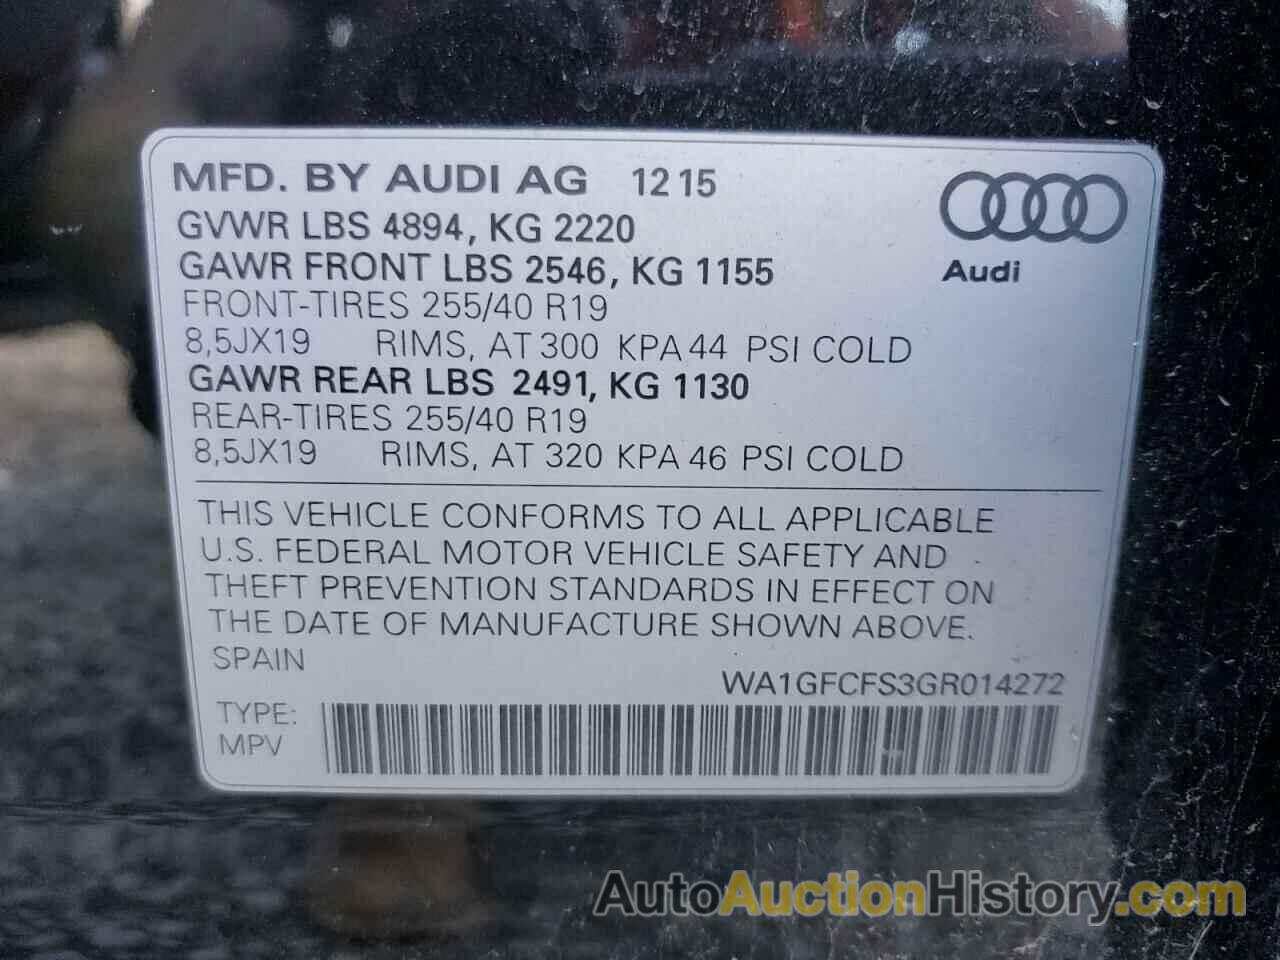 MFD. BY AUDI AG 12 15
GVWR LBS 4894, KG 2220
GAWR FRONT LBS 2546, KG 1155
FRONT-TIRES 255/40 R19
8,5JX19 RIMS, AT 300 KPA 44 PSI COLD
GAWR REAR LBS 2491, KG 1130
REAR-TIRES 255/40 R19
8,5JX19 RIMS, AT 320 KPA 46 PSI COLD
Audi
THIS VEHICLE CONFORMS TO ALL APPLICABLE
U.S. FEDERAL MOTOR VEHICLE SAFETY AND
THEFT PREVENTION STANDARDS IN EFFECT ON
THE DATE OF MANUFACTURE SHOWN ABOVE.
SPAIN
WA1GFCFS3GR014272
TYPE:
MPV
AutoAuctionHistory.com